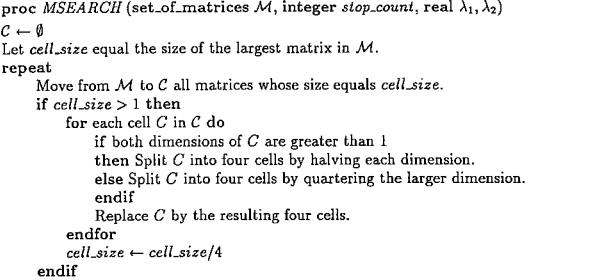 proc MSEARCH (set_of_matrices ℳ, integer stop_count, real λ₁, λ₂)
𝒞 ← ∅
Let cell_size equal the size of the largest matrix in ℳ.
repeat
Move from ℳ to 𝒞 all matrices whose size equals cell_size.
if cell_size > 1 then
for each cell C in 𝒞 do
if both dimensions of C are greater than 1
then Split C into four cells by halving each dimension.
else Split C into four cells by quartering the larger dimension.
endif
Replace C by the resulting four cells.
endfor
cell_size ← cell_size/4
endif